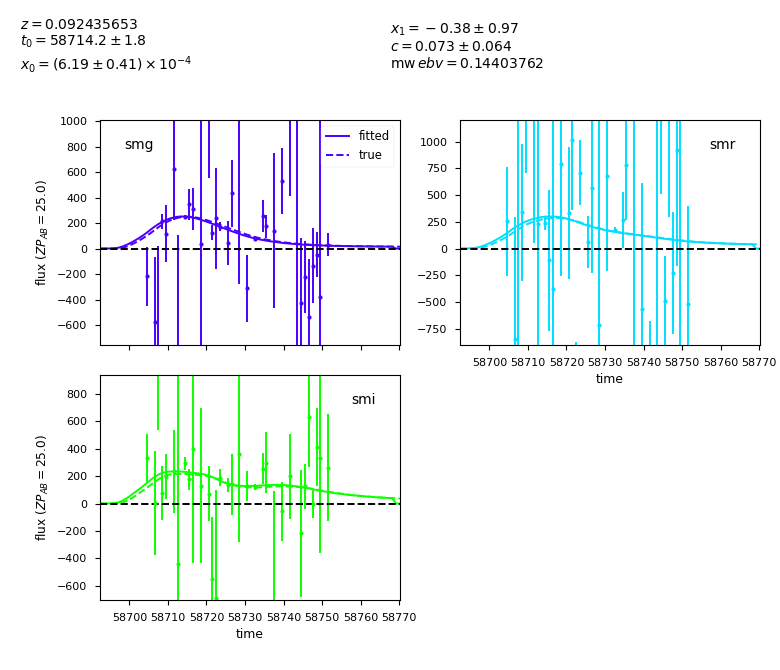 z = 0.092435653
t₀ = 58714.2 ± 1.8
x₀ = (6.19 ± 0.41) × 10⁻⁴
x₁ = −0.38 ± 0.97
c = 0.073 ± 0.064
mw ebv = 0.14403762
smg
fitted
true
1000
800
600
400
200
0
−200
−400
−600
flux (ZP_AB = 25.0)
smr
1000
750
500
250
0
−250
−500
−750
58700 58710 58720 58730 58740 58750 58760 58770
time
smi
800
600
400
200
0
−200
−400
−600
flux (ZP_AB = 25.0)
58700 58710 58720 58730 58740 58750 58760 58770
time